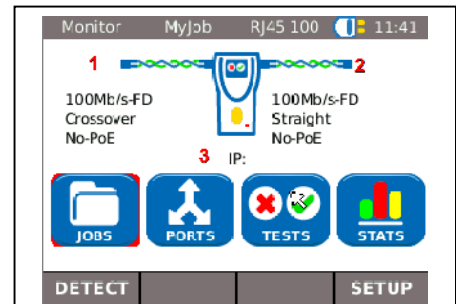 Monitor MyJob RJ45 100 11:41
1 2
100Mb/s-FD 100Mb/s-FD
Crossover Straight
No-PoE No-PoE
3 IP:
JOBS PORTS TESTS STATS
DETECT SETUP